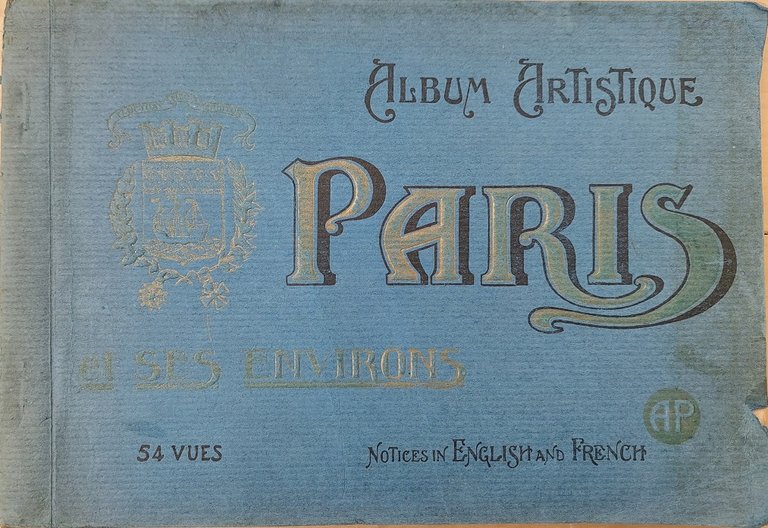 ALBUM ARTISTIQUE
PARIS
et SES ENVIRONS
AP
54 VUES
NOTICES IN ENGLISH AND FRENCH